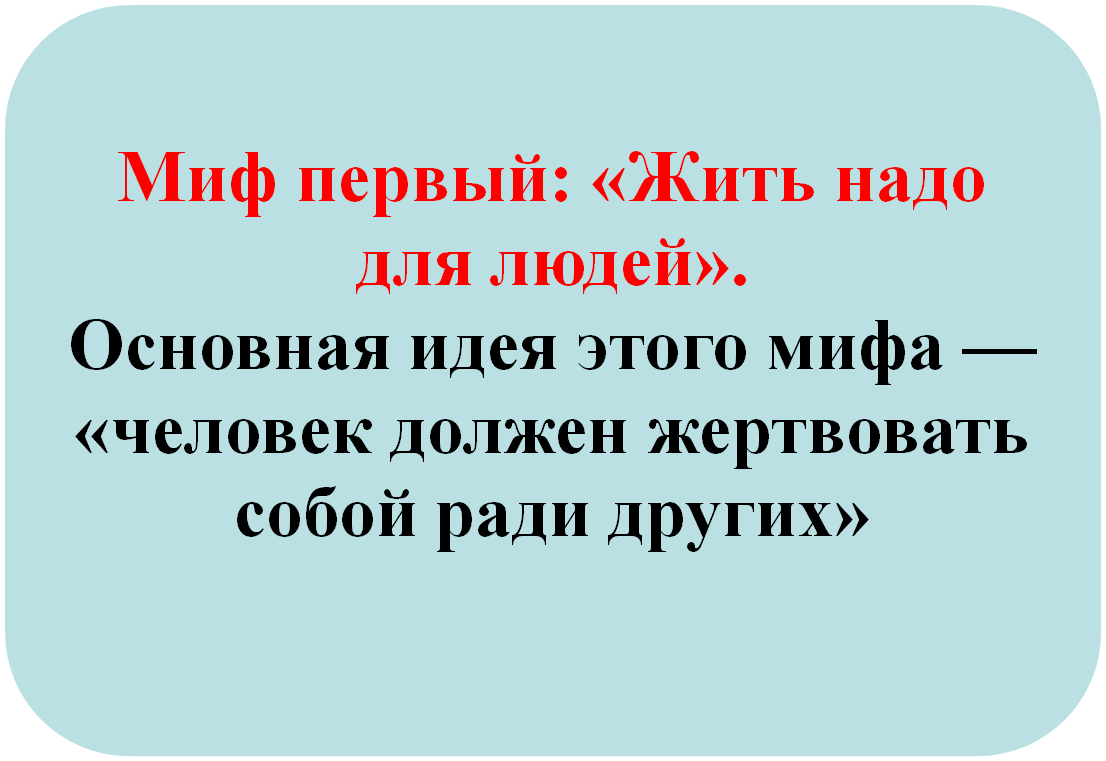 Миф первый: «Жить надо
для людей».
Основная идея этого мифа —
«человек должен жертвовать
собой ради других»